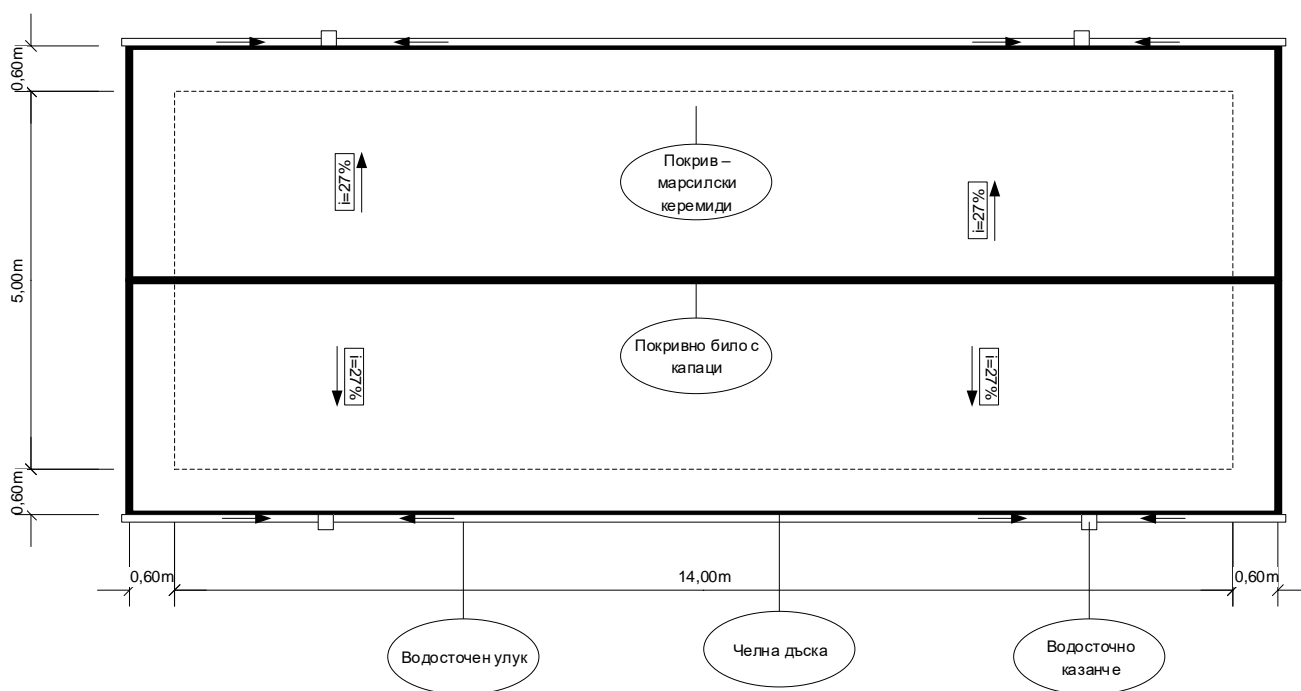 0,60m
Покрив –
марсилски
керемиди
i=27%
i=27%
5,00m
Покривно било с
капаци
i=27%
i=27%
0,60m
0,60m
14,00m
0,60m
Водосточен улук
Челна дъска
Водосточно
казанче